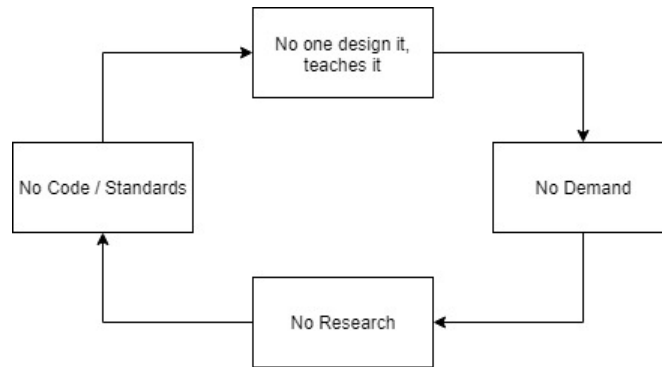 No one design it,
teaches it
No Code / Standards
No Demand
No Research